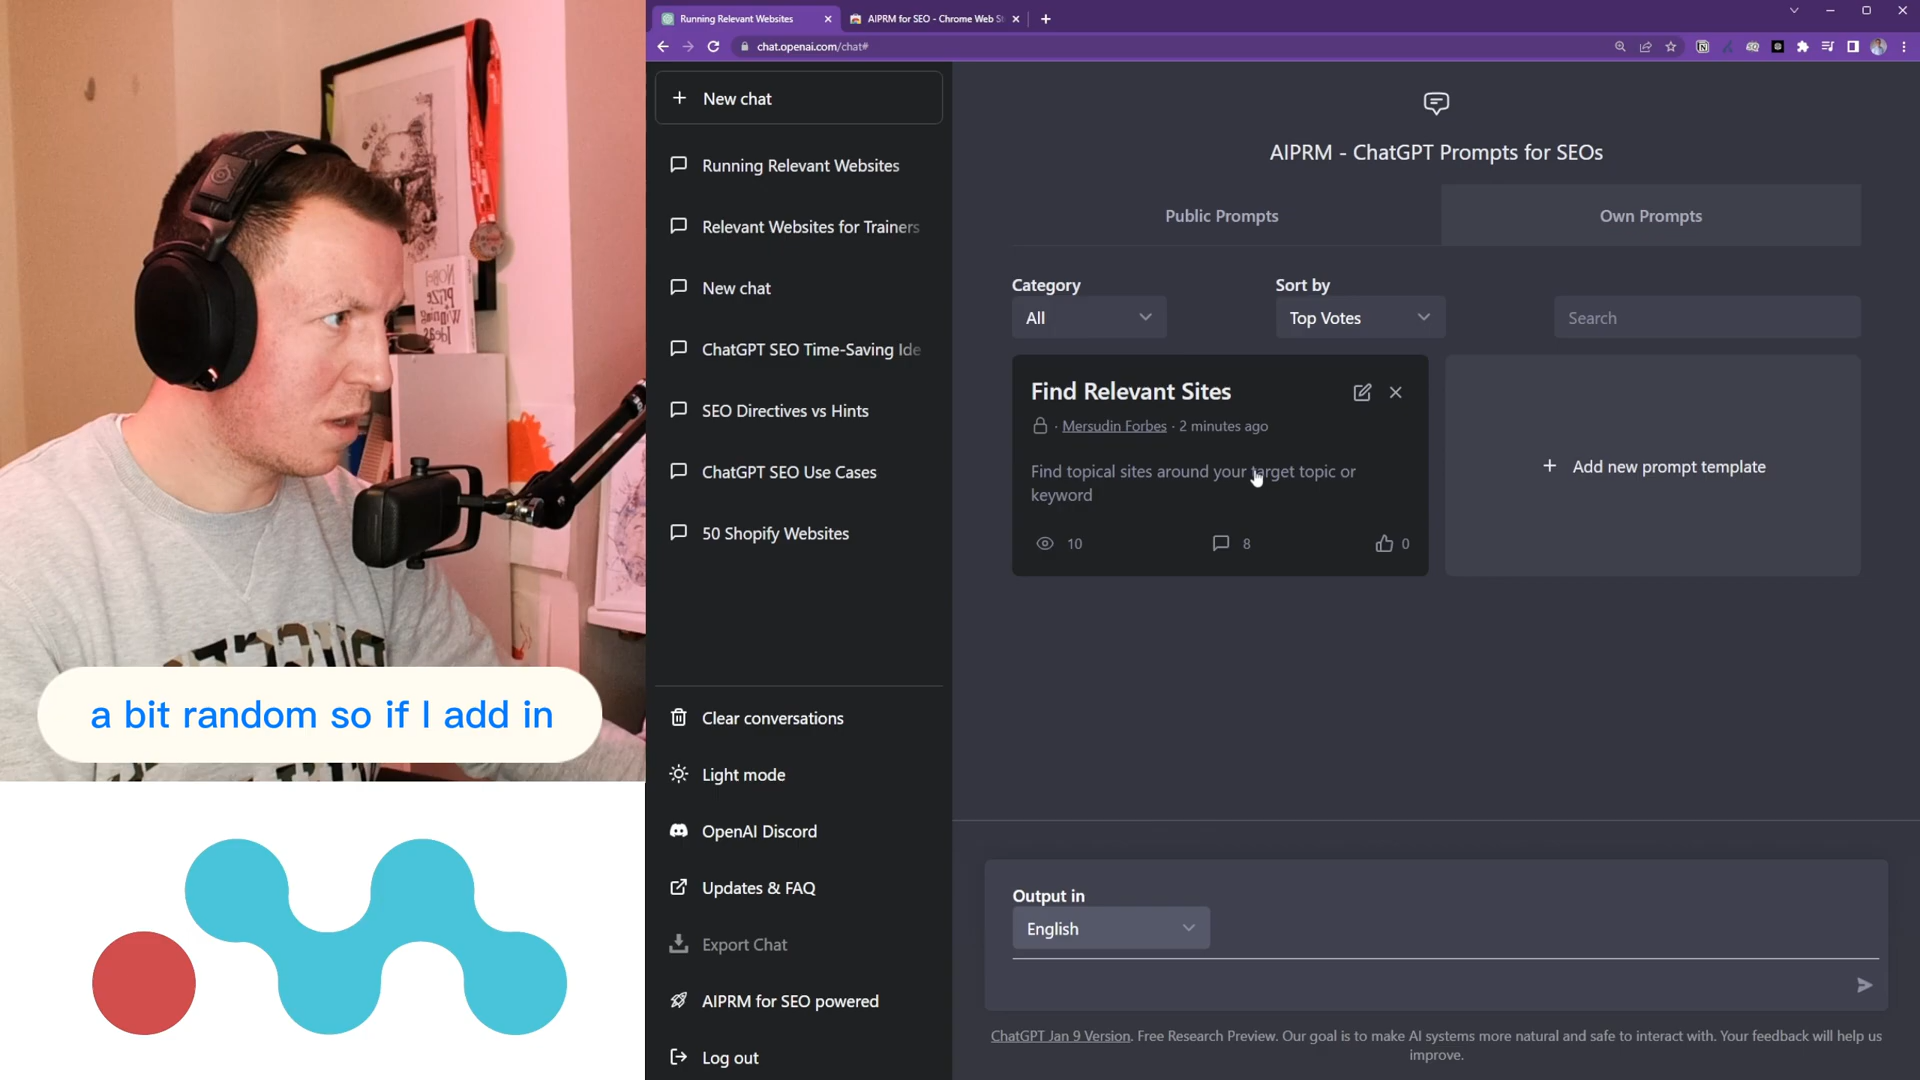 Running Relevant Websites
AIPRM for SEO - Chrome Web S
chat.openai.com/chat#
New chat
Running Relevant Websites
Relevant Websites for Trainers
New chat
ChatGPT SEO Time-Saving Ide
SEO Directives vs Hints
ChatGPT SEO Use Cases
50 Shopify Websites
Clear conversations
Light mode
OpenAI Discord
Updates & FAQ
Export Chat
AIPRM for SEO powered
Log out
AIPRM - ChatGPT Prompts for SEOs
Public Prompts
Own Prompts
Category
All
Sort by
Top Votes
Search
Find Relevant Sites
· Mersudin Forbes · 2 minutes ago
Find topical sites around your target topic or
keyword
10
8
0
Add new prompt template
Output in
English
ChatGPT Jan 9 Version. Free Research Preview. Our goal is to make AI systems more natural and safe to interact with. Your feedback will help us
improve.
NOBEL
prize
Winning
Ideas
a bit random so if I add in